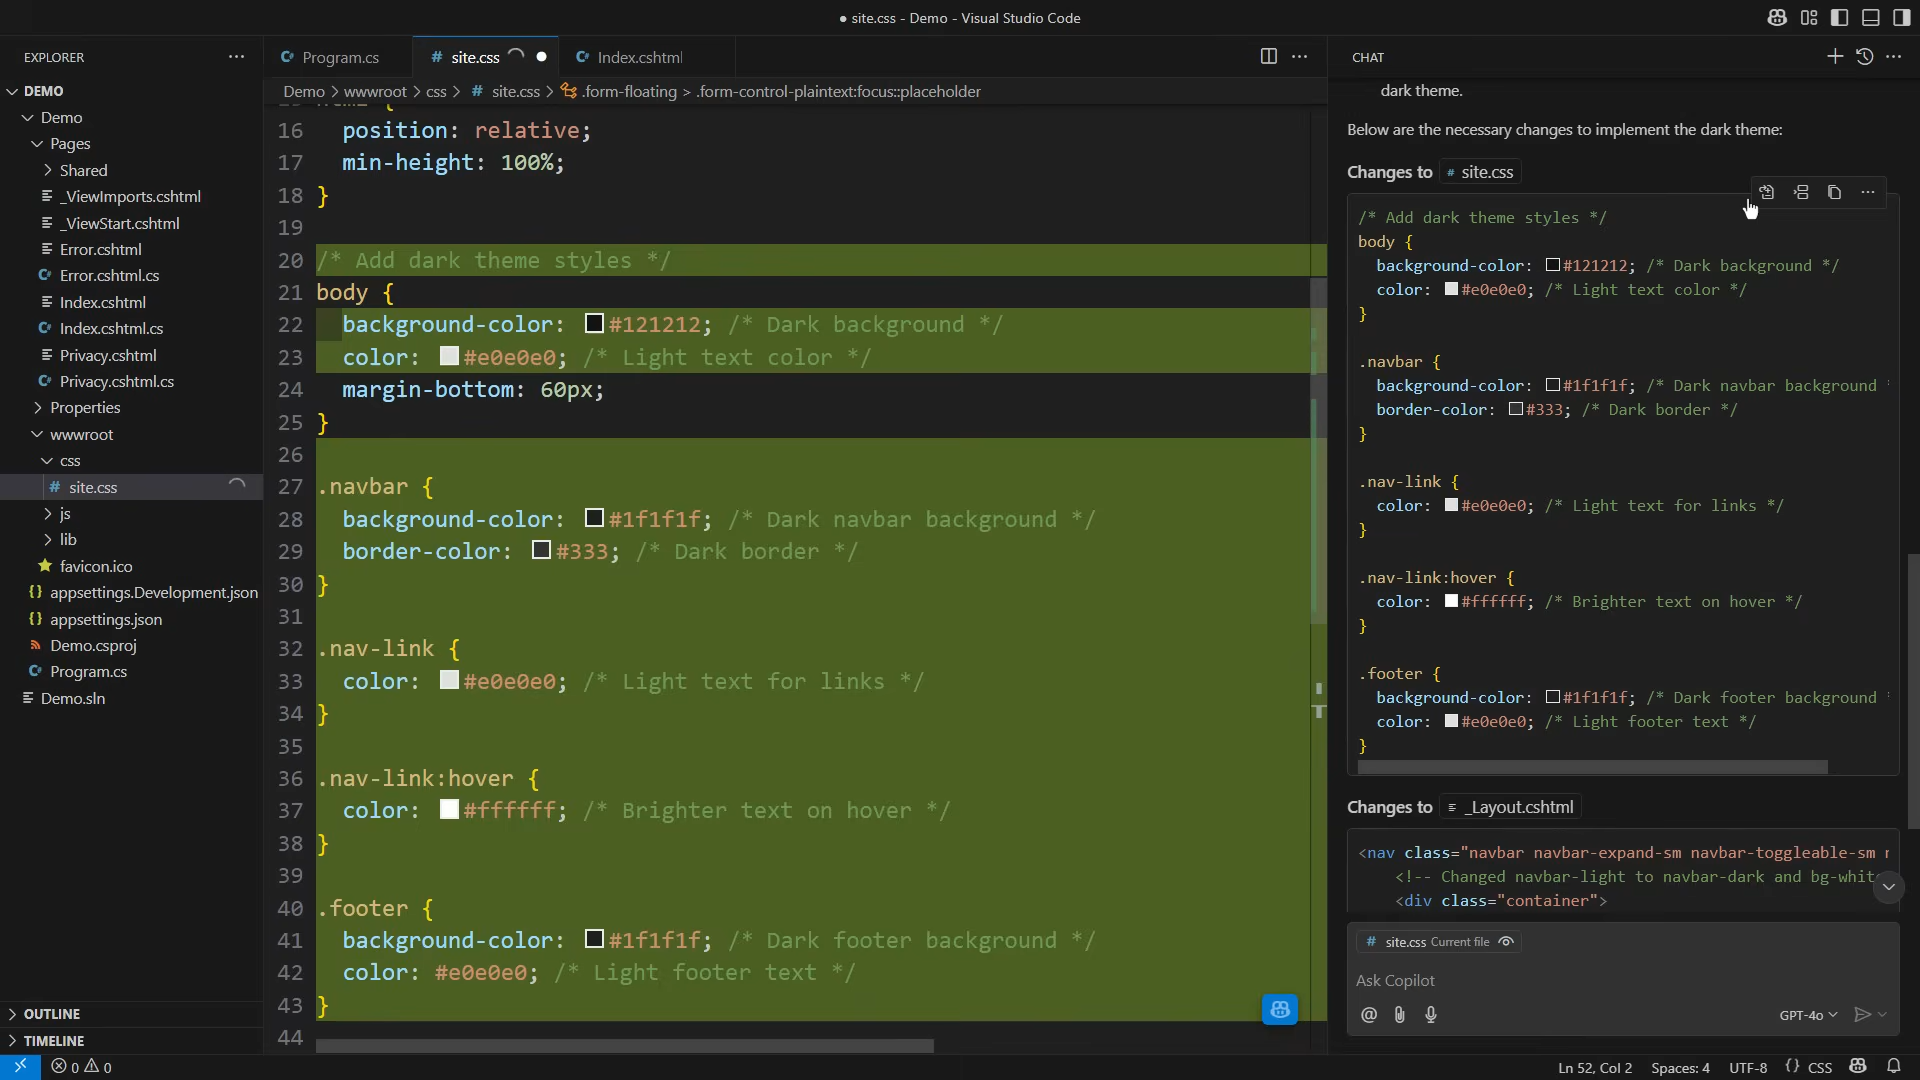 ● site.css - Demo - Visual Studio Code
EXPLORER
DEMO
Demo
Pages
Shared
_ViewImports.cshtml
_ViewStart.cshtml
Error.cshtml
Error.cshtml.cs
Index.cshtml
Index.cshtml.cs
Privacy.cshtml
Privacy.cshtml.cs
Properties
wwwroot
css
site.css
js
lib
favicon.ico
appsettings.Development.json
appsettings.json
Demo.csproj
Program.cs
Demo.sln
OUTLINE
TIMELINE
Program.cs
# site.css
Index.cshtml
Demo > wwwroot > css > # site.css > .form-floating > .form-control-plaintext:focus::placeholder
16 position: relative;
17 min-height: 100%;
18 }
19
20 /* Add dark theme styles */
21 body {
22 background-color: #121212; /* Dark background */
23 color: #e0e0e0; /* Light text color */
24 margin-bottom: 60px;
25 }
26
27 .navbar {
28 background-color: #1f1f1f; /* Dark navbar background */
29 border-color: #333; /* Dark border */
30 }
31
32 .nav-link {
33 color: #e0e0e0; /* Light text for links */
34 }
35
36 .nav-link:hover {
37 color: #ffffff; /* Brighter text on hover */
38 }
39
40 .footer {
41 background-color: #1f1f1f; /* Dark footer background */
42 color: #e0e0e0; /* Light footer text */
43 }
44
CHAT
dark theme.
Below are the necessary changes to implement the dark theme:
Changes to # site.css
/* Add dark theme styles */
body {
background-color: #121212; /* Dark background */
color: #e0e0e0; /* Light text color */
}
.navbar {
background-color: #1f1f1f; /* Dark navbar background
border-color: #333; /* Dark border */
}
.nav-link {
color: #e0e0e0; /* Light text for links */
}
.nav-link:hover {
color: #ffffff; /* Brighter text on hover */
}
.footer {
background-color: #1f1f1f; /* Dark footer background
color: #e0e0e0; /* Light footer text */
}
Changes to _Layout.cshtml
<nav class="navbar navbar-expand-sm navbar-toggleable-sm
<!-- Changed navbar-light to navbar-dark and bg-white
<div class="container">
# site.css Current file
Ask Copilot
@
GPT-4o
0 0
Ln 52, Col 2 Spaces: 4 UTF-8 {} CSS